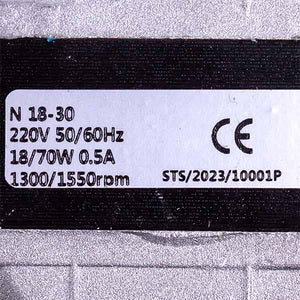 N 18-30
220V 50/60Hz
18/70W 0.5A
1300/1550rpm
CE
STS/2023/10001P